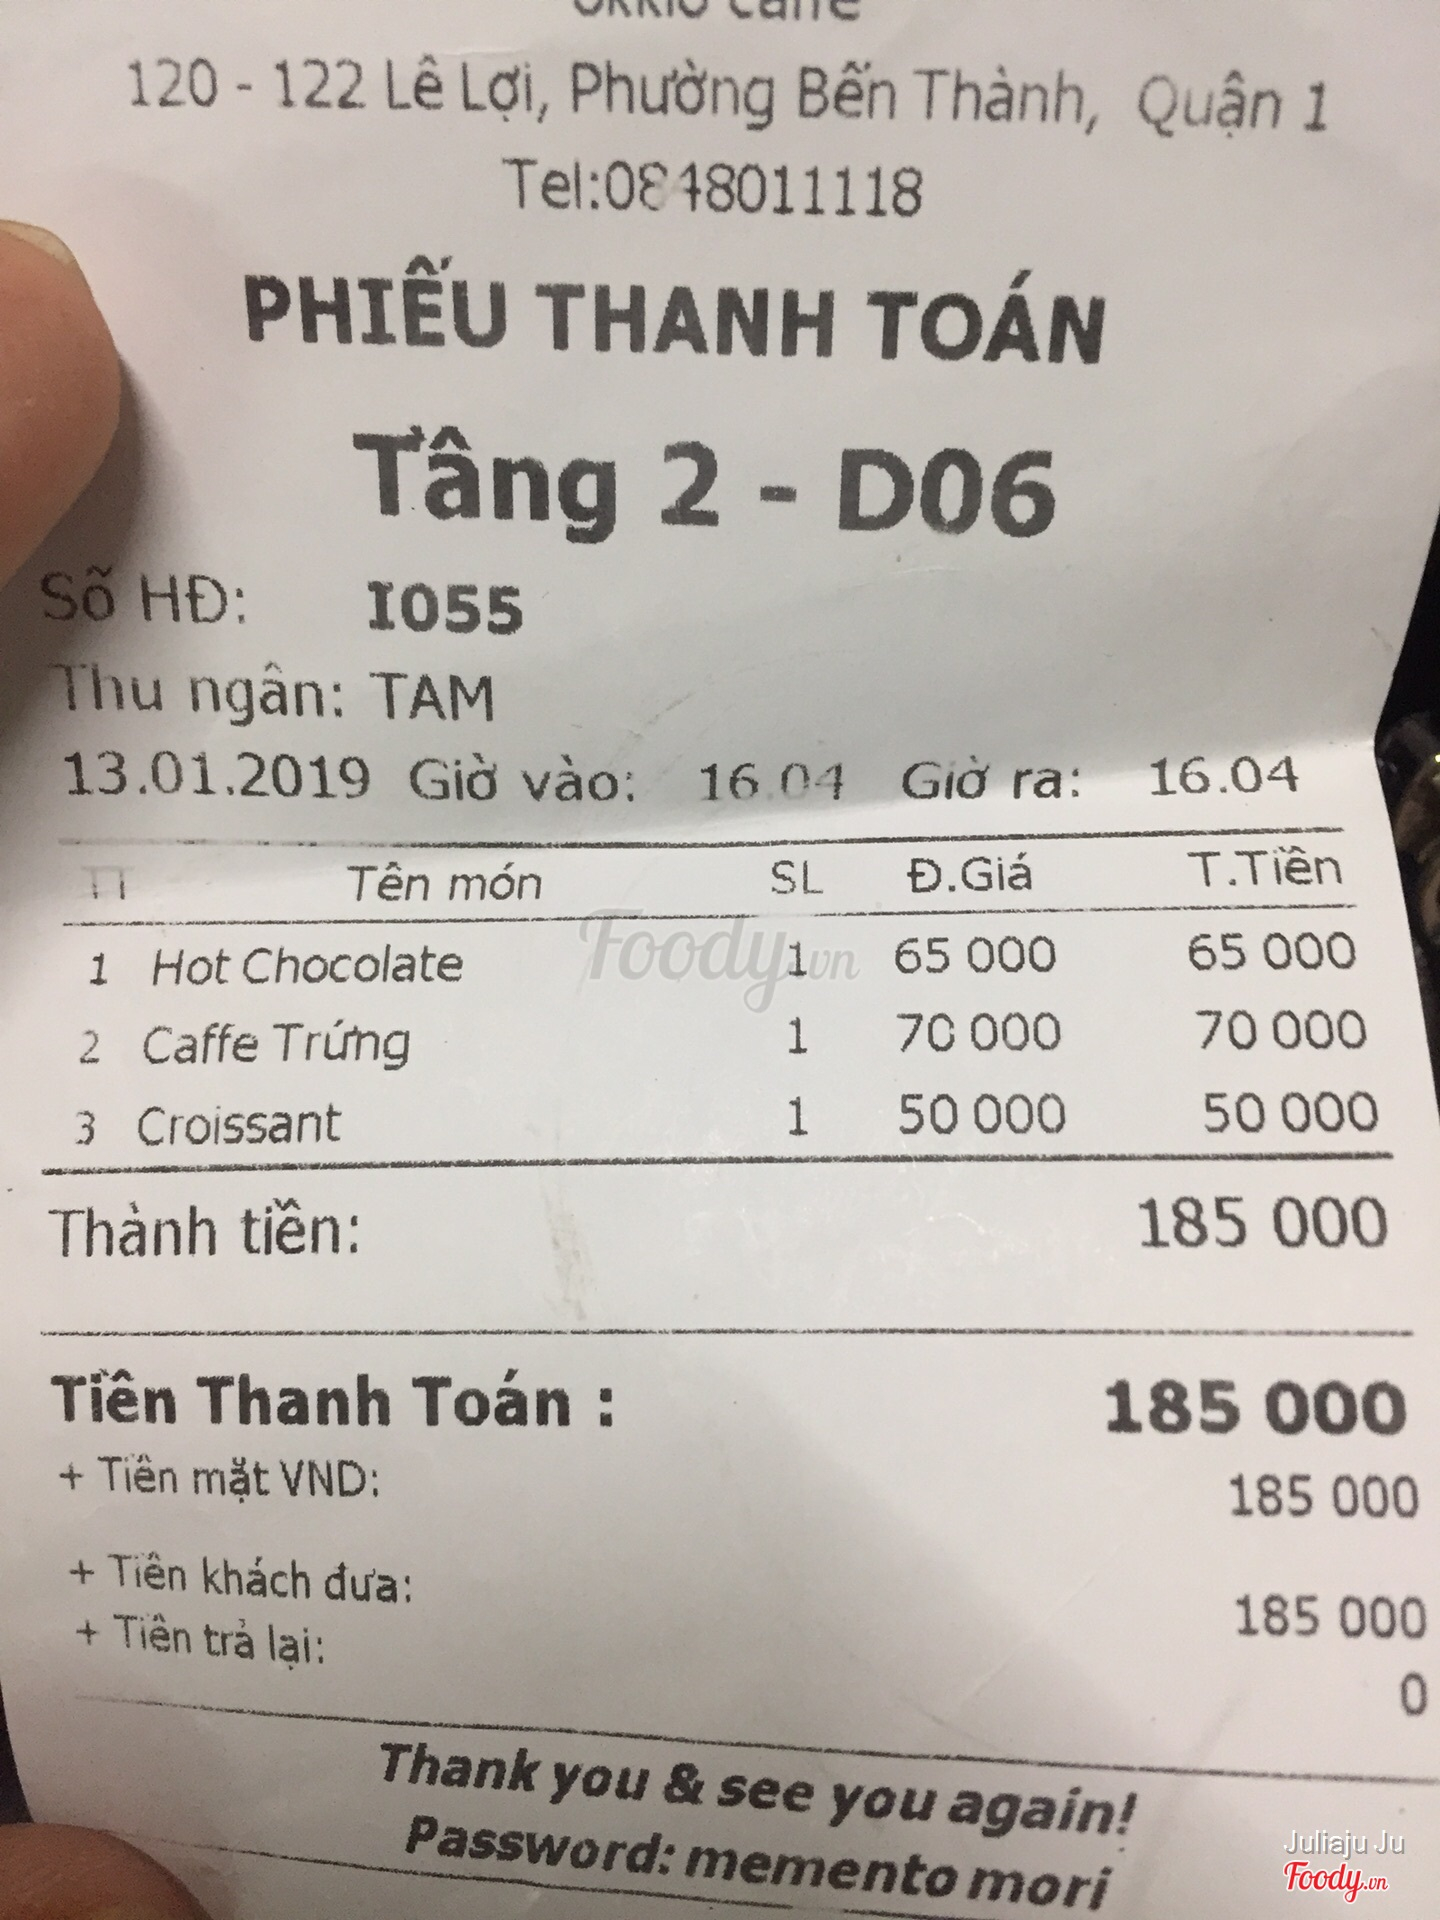 120 - 122 Lê Lợi, Phường Bến Thành, Quận 1
Tel:0848011118
PHIẾU THANH TOÁN
Tầng 2 - D06
Số HĐ: I055
Thu ngân: TAM
13.01.2019 Giờ vào: 16.04 Giờ ra: 16.04
TT Tên món SL Đ.Giá T.Tiền
1 Hot Chocolate 1 65 000 65 000
2 Caffe Trứng 1 70 000 70 000
3 Croissant 1 50 000 50 000
Thành tiền: 185 000
Tiền Thanh Toán : 185 000
+ Tiền mặt VND: 185 000
+ Tiền khách đưa: 185 000
+ Tiền trả lại: 0
Thank you & see you again!
Password: memento mori
Foody.vn
Juliaju Ju
Foody.vn